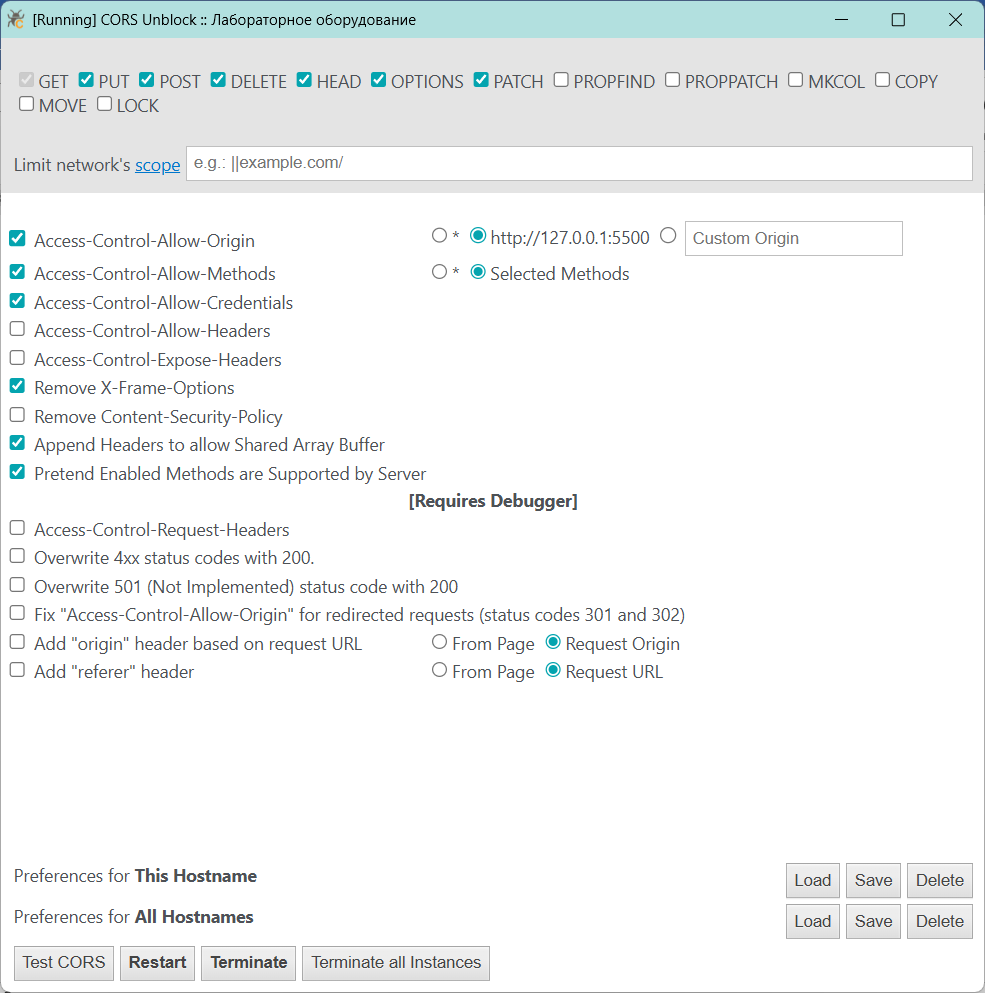 [Running] CORS Unblock :: Лабораторное оборудование
GET PUT POST DELETE HEAD OPTIONS PATCH PROPFIND PROPPATCH MKCOL COPY
MOVE LOCK
Limit network's scope e.g.: ||example.com/
Access-Control-Allow-Origin * http://127.0.0.1:5500 Custom Origin
Access-Control-Allow-Methods * Selected Methods
Access-Control-Allow-Credentials
Access-Control-Allow-Headers
Access-Control-Expose-Headers
Remove X-Frame-Options
Remove Content-Security-Policy
Append Headers to allow Shared Array Buffer
Pretend Enabled Methods are Supported by Server
[Requires Debugger]
Access-Control-Request-Headers
Overwrite 4xx status codes with 200.
Overwrite 501 (Not Implemented) status code with 200
Fix "Access-Control-Allow-Origin" for redirected requests (status codes 301 and 302)
Add "origin" header based on request URL From Page Request Origin
Add "referer" header From Page Request URL
Preferences for This Hostname Load Save Delete
Preferences for All Hostnames Load Save Delete
Test CORS Restart Terminate Terminate all Instances